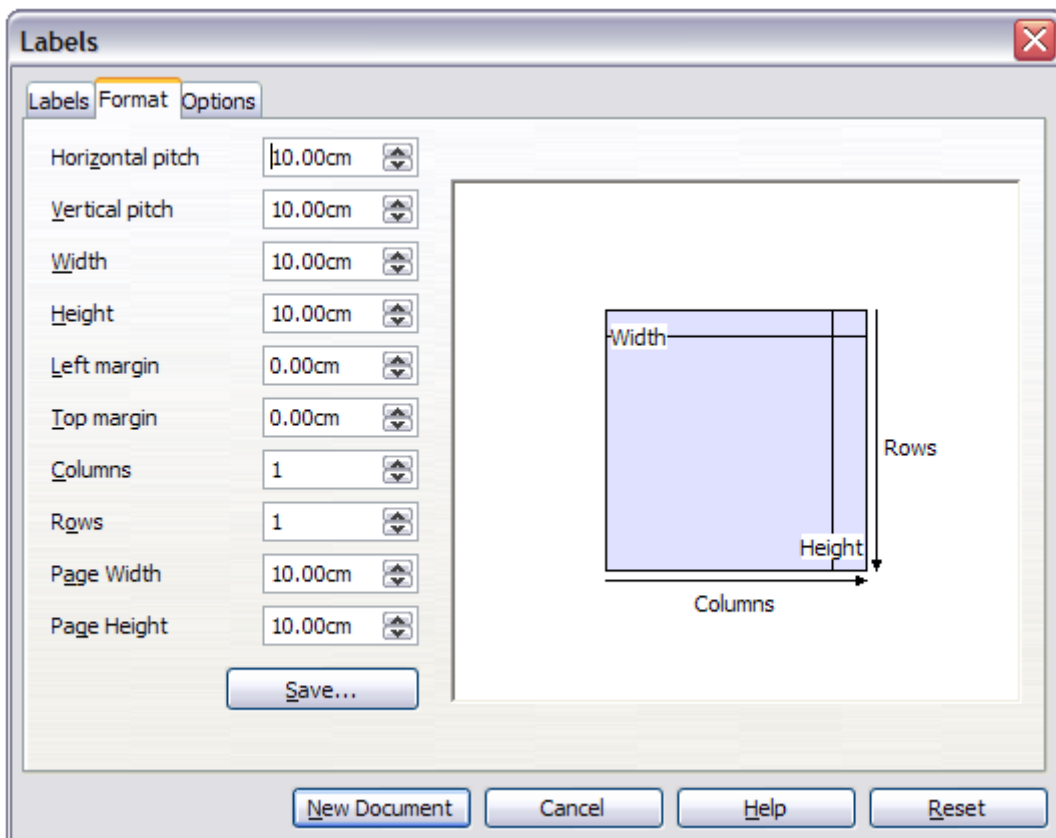 Labels
Labels Format Options
Horizontal pitch 10.00cm
Vertical pitch 10.00cm
Width 10.00cm
Height 10.00cm
Left margin 0.00cm
Top margin 0.00cm
Columns 1
Rows 1
Page Width 10.00cm
Page Height 10.00cm
Save...
Width
Rows
Height
Columns
New Document Cancel Help Reset